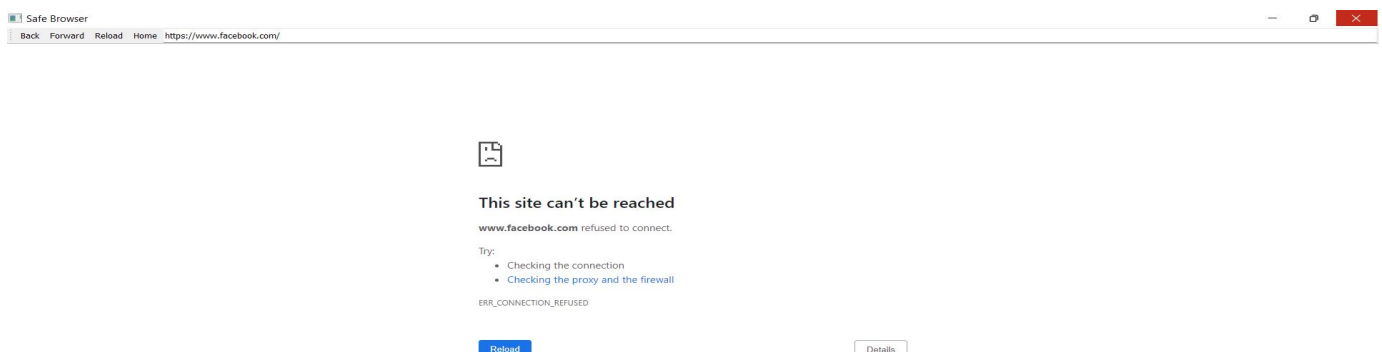 Safe Browser
Back Forward Reload Home https://www.facebook.com/
This site can't be reached
www.facebook.com refused to connect.
Try:
• Checking the connection
• Checking the proxy and the firewall
ERR_CONNECTION_REFUSED
Reload Details